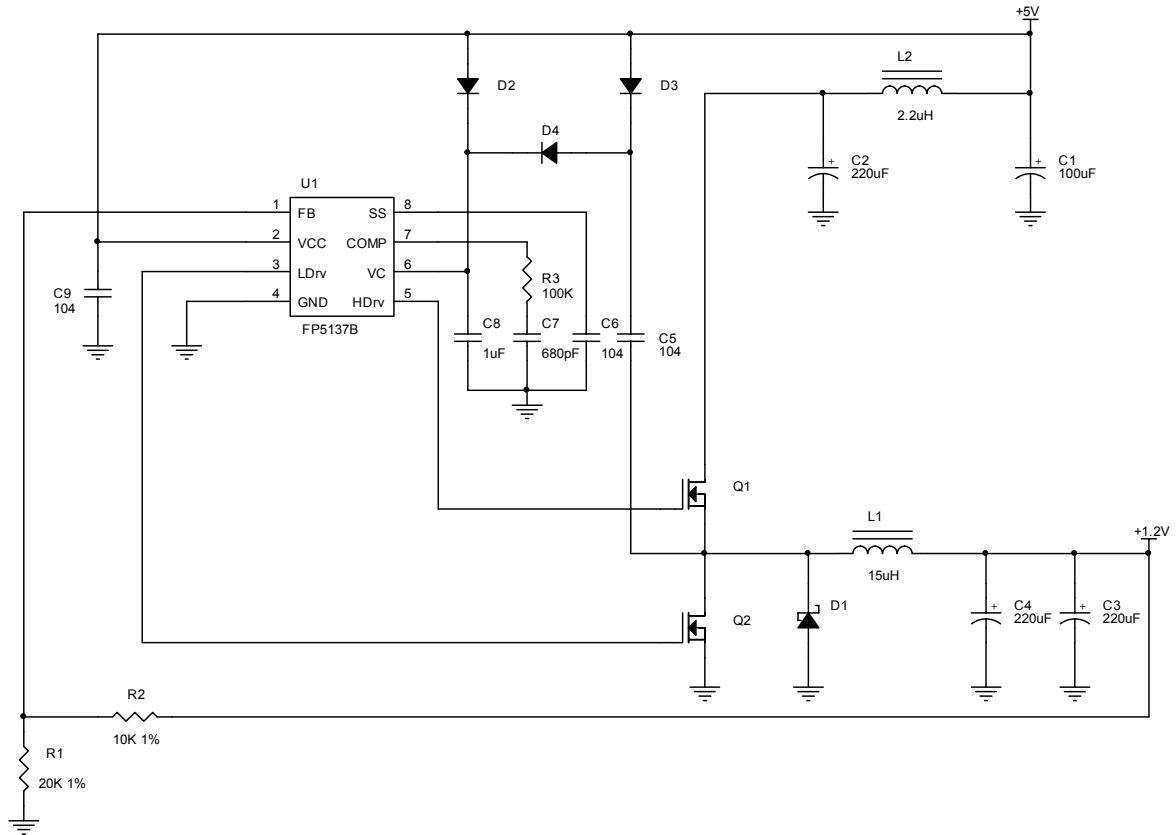 +5V
L2
2.2uH
D2
D3
D4
C2
220uF
C1
100uF
U1
1
FB
SS
8
2
VCC
COMP
7
3
LDrv
VC
6
4
GND
HDrv
5
FP5137B
R3
100K
C9
104
C8
1uF
C7
680pF
C6
104
C5
104
Q1
L1
15uH
+1.2V
Q2
D1
C4
220uF
C3
220uF
R2
10K 1%
R1
20K 1%
+
+
+
+